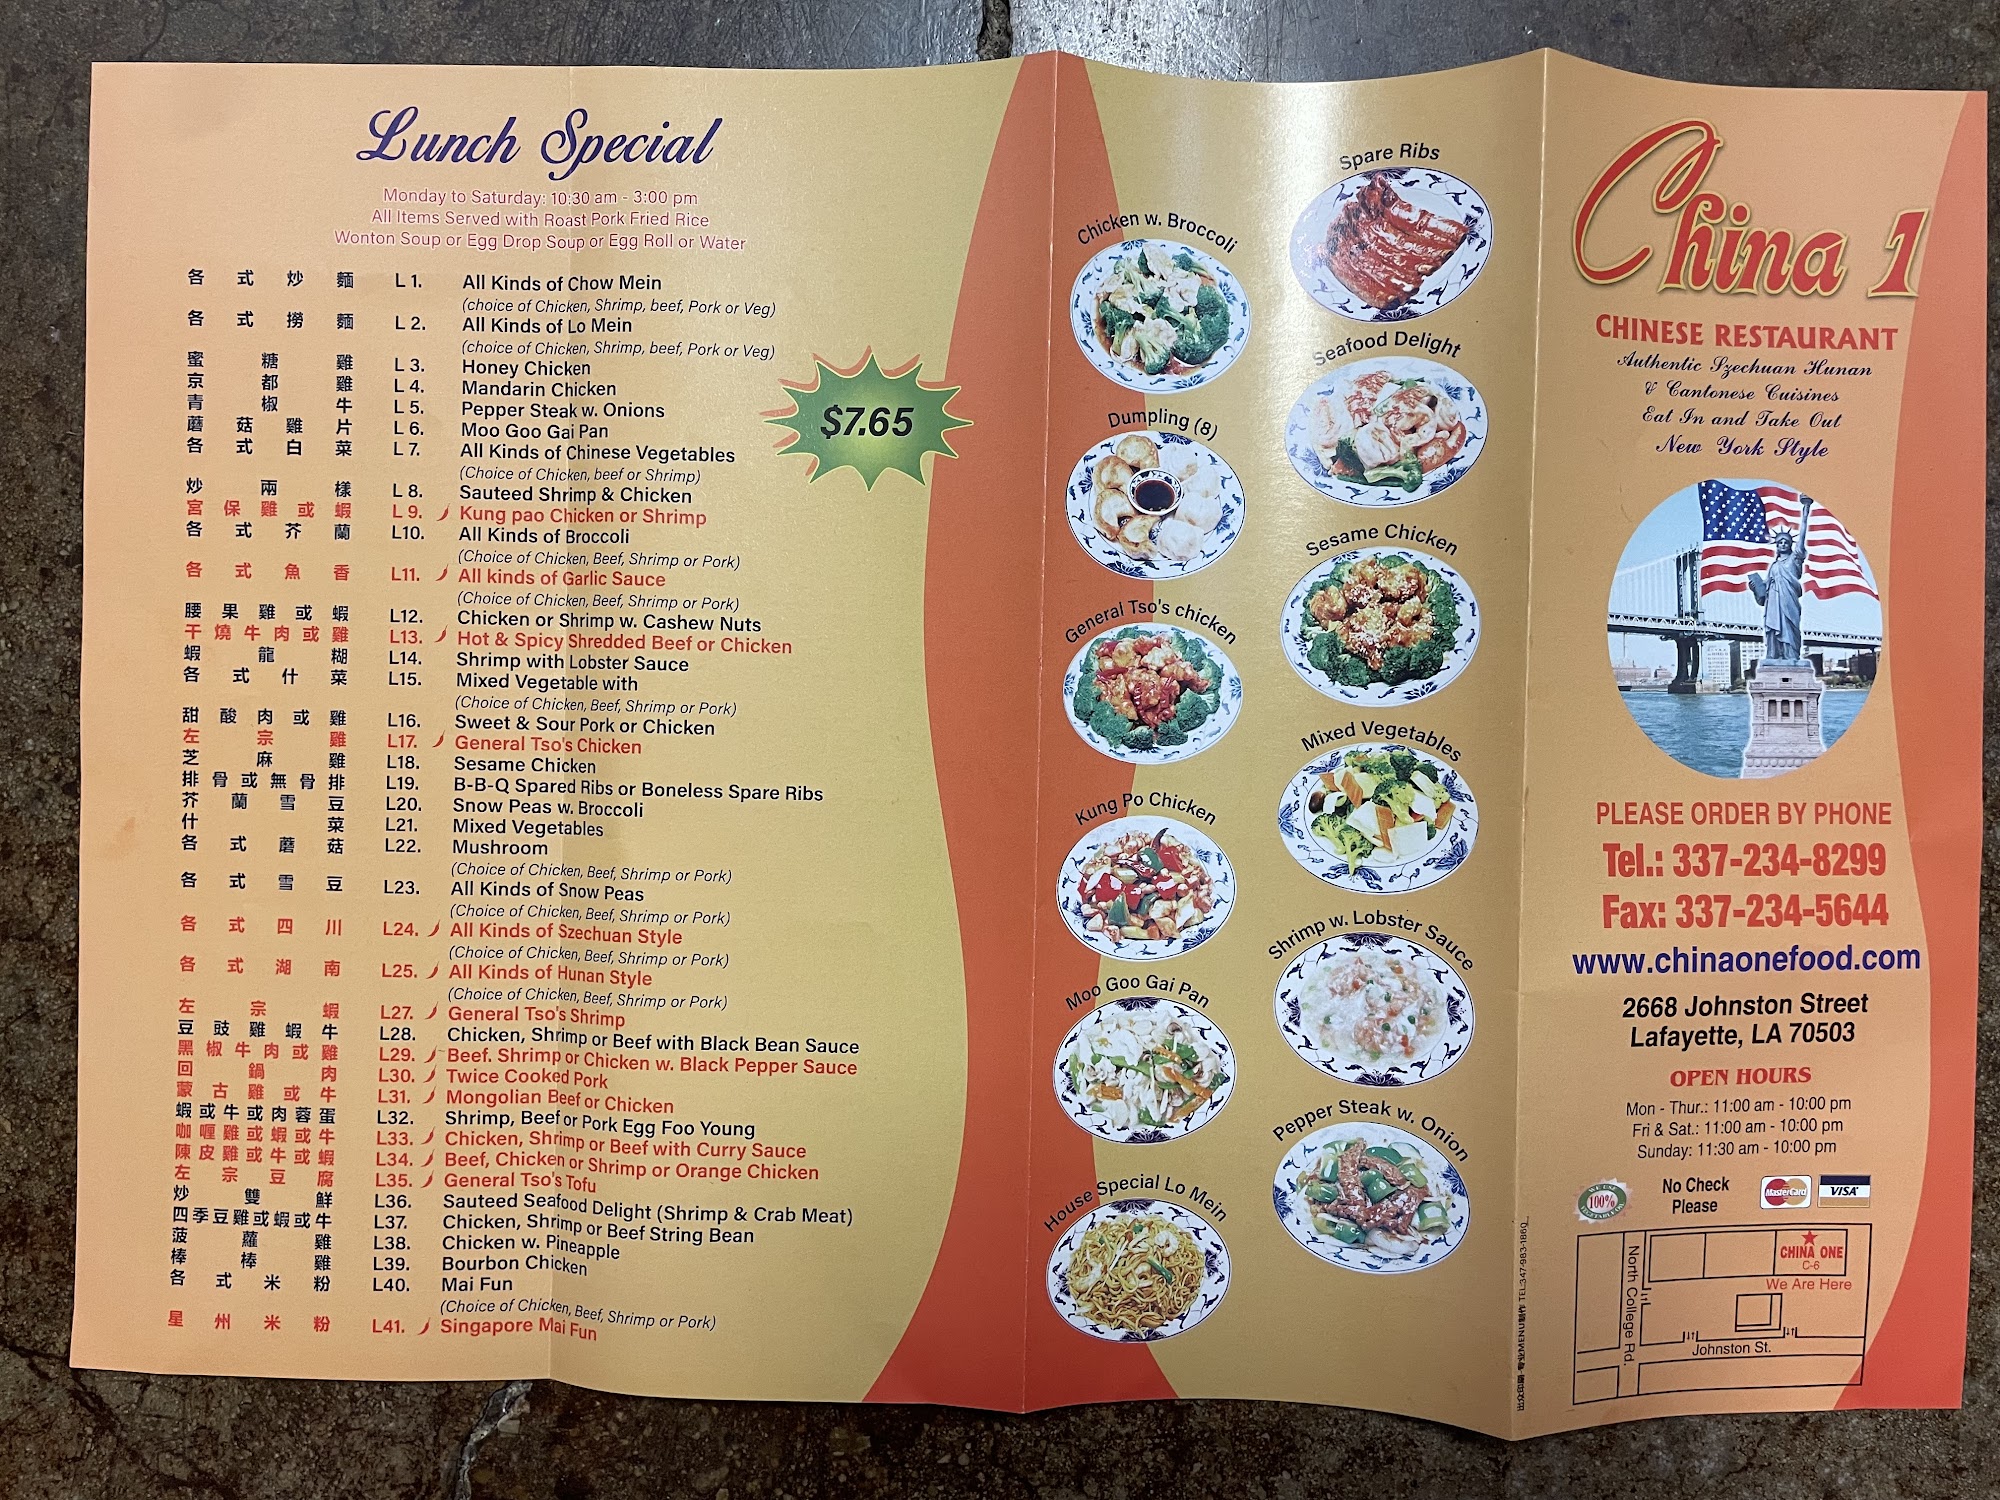 Lunch Special
Monday to Saturday: 10:30 am - 3:00 pm
All Items Served with Roast Pork Fried Rice
Wonton Soup or Egg Drop Soup or Egg Roll or Water
各式炒麵 L 1. All Kinds of Chow Mein
(choice of Chicken, Shrimp, beef, Pork or Veg)
各式撈麵 L 2. All Kinds of Lo Mein
(choice of Chicken, Shrimp, beef, Pork or Veg)
蜜糖雞 L 3. Honey Chicken
京都雞 L 4. Mandarin Chicken
青椒牛 L 5. Pepper Steak w. Onions
蘑菇雞片 L 6. Moo Goo Gai Pan
各式白菜 L 7. All Kinds of Chinese Vegetables
(Choice of Chicken, beef or Shrimp)
炒兩樣 L 8. Sauteed Shrimp & Chicken
宮保雞或蝦 L 9. Kung pao Chicken or Shrimp
各式芥蘭 L10. All Kinds of Broccoli
(Choice of Chicken, Beef, Shrimp or Pork)
各式魚香 L11. All kinds of Garlic Sauce
(Choice of Chicken, Beef, Shrimp or Pork)
腰果雞或蝦 L12. Chicken or Shrimp w. Cashew Nuts
干燒牛肉或雞 L13. Hot & Spicy Shredded Beef or Chicken
蝦龍糊 L14. Shrimp with Lobster Sauce
各式什菜 L15. Mixed Vegetable with
(Choice of Chicken, Beef, Shrimp or Pork)
甜酸肉或雞 L16. Sweet & Sour Pork or Chicken
左宗雞 L17. General Tso's Chicken
芝麻雞 L18. Sesame Chicken
排骨或無骨排 L19. B-B-Q Spared Ribs or Boneless Spare Ribs
芥蘭雪豆 L20. Snow Peas w. Broccoli
什菜 L21. Mixed Vegetables
各式蘑菇 L22. Mushroom
(Choice of Chicken, Beef, Shrimp or Pork)
各式雪豆 L23. All Kinds of Snow Peas
(Choice of Chicken, Beef, Shrimp or Pork)
各式四川 L24. All Kinds of Szechuan Style
(Choice of Chicken, Beef, Shrimp or Pork)
各式湖南 L25. All Kinds of Hunan Style
(Choice of Chicken, Beef, Shrimp or Pork)
左宗蝦 L27. General Tso's Shrimp
豆豉雞蝦牛 L28. Chicken, Shrimp or Beef with Black Bean Sauce
黑椒牛肉或雞 L29. Beef. Shrimp or Chicken w. Black Pepper Sauce
回鍋肉 L30. Twice Cooked Pork
蒙古雞或牛 L31. Mongolian Beef or Chicken
蝦或牛或肉蓉蛋 L32. Shrimp, Beef or Pork Egg Foo Young
咖喱雞或蝦或牛 L33. Chicken, Shrimp or Beef with Curry Sauce
陳皮雞或牛或蝦 L34. Beef, Chicken or Shrimp or Orange Chicken
左宗豆腐 L35. General Tso's Tofu
炒雙鮮 L36. Sauteed Seafood Delight (Shrimp & Crab Meat)
四季豆雞或蝦或牛 L37. Chicken, Shrimp or Beef String Bean
菠蘿雞 L38. Chicken w. Pineapple
棒棒雞 L39. Bourbon Chicken
各式米粉 L40. Mai Fun
(Choice of Chicken, Beef, Shrimp or Pork)
星州米粉 L41. Singapore Mai Fun
$7.65
Chicken w. Broccoli
Dumpling (8)
General Tso's chicken
Kung Po Chicken
Moo Goo Gai Pan
House Special Lo Mein
Spare Ribs
Seafood Delight
Sesame Chicken
Mixed Vegetables
Shrimp w. Lobster Sauce
Pepper Steak w. Onion
China 1
CHINESE RESTAURANT
Authentic Szechuan Hunan
& Cantonese Cuisines
Eat In and Take Out
New York Style
PLEASE ORDER BY PHONE
Tel.: 337-234-8299
Fax: 337-234-5644
www.chinaonefood.com
2668 Johnston Street
Lafayette, LA 70503
OPEN HOURS
Mon - Thur.: 11:00 am - 10:00 pm
Fri & Sat.: 11:00 am - 10:00 pm
Sunday: 11:30 am - 10:00 pm
WE USE
100%
No Check
Please
MasterCard
VISA
CHINA ONE
C-6
We Are Here
North College Rd.
Johnston St.
MENU制作 TEL:347-983-1860